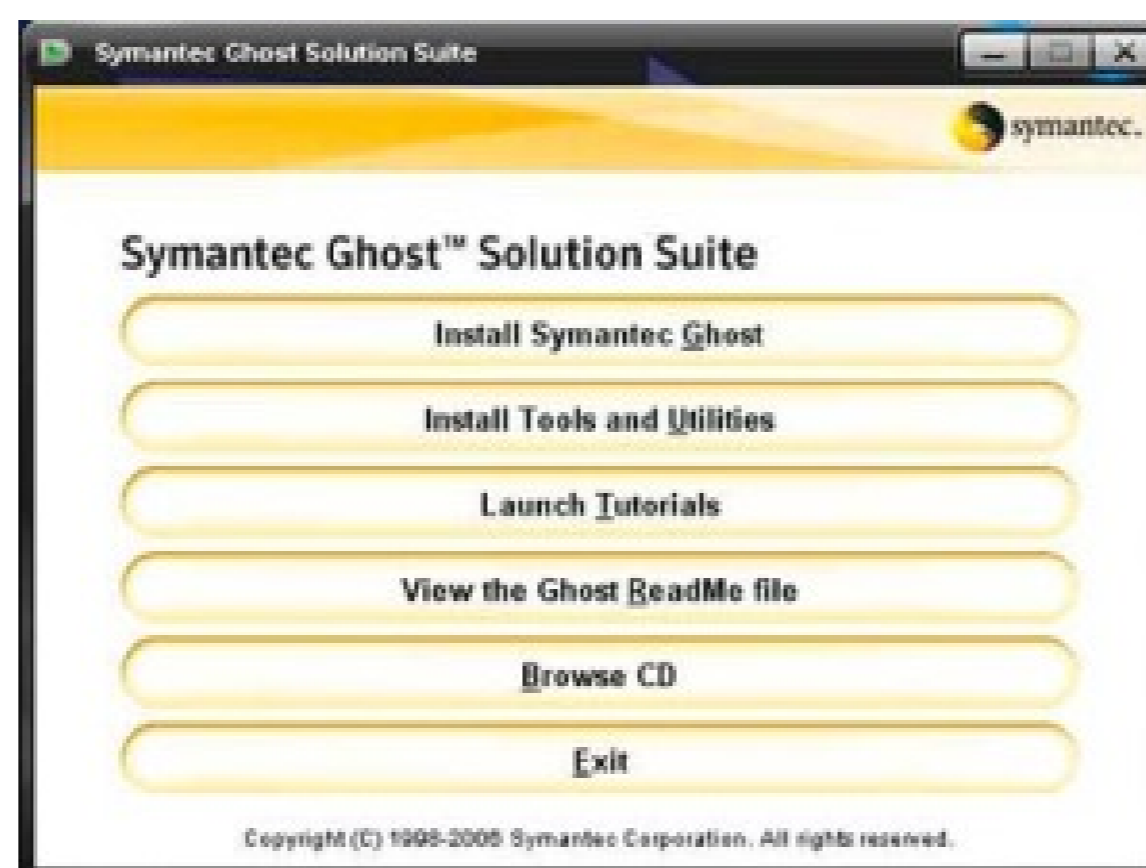 Symantec Ghost Solution Suite
symantec.
Symantec Ghost™ Solution Suite
Install Symantec Ghost
Install Tools and Utilities
Launch Tutorials
View the Ghost ReadMe file
Browse CD
Exit
Copyright (C) 1998-2005 Symantec Corporation. All rights reserved.